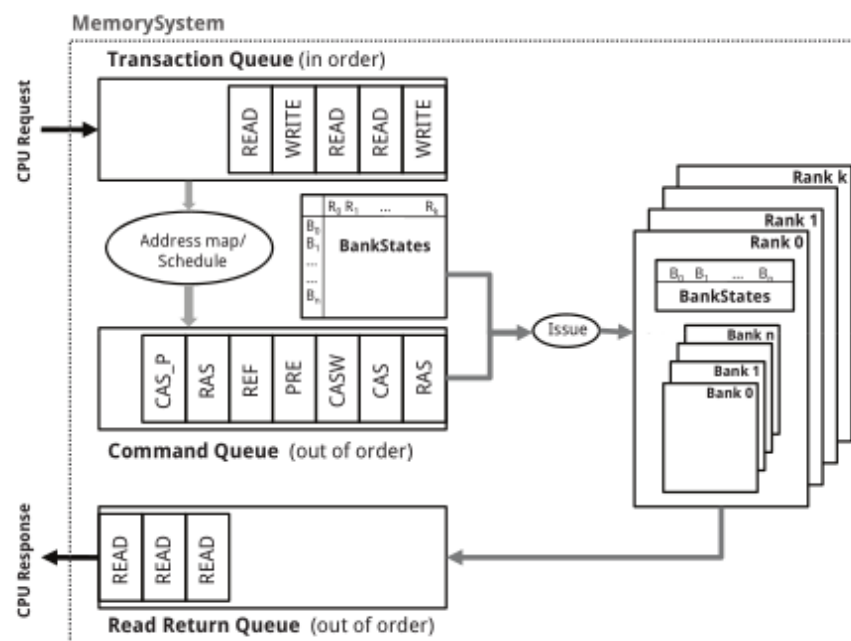 MemorySystem
Transaction Queue (in order)
CPU Request
READ
WRITE
READ
READ
WRITE
Address map/
Schedule
R0 R1 ... Rk
B0
B1
...
...
Bn
BankStates
Issue
Rank k
Rank 1
Rank 0
B0 B1 ... Bn
BankStates
Bank n
Bank 1
Bank 0
CAS_P
RAS
REF
PRE
CASW
CAS
RAS
Command Queue (out of order)
CPU Response
READ
READ
READ
Read Return Queue (out of order)